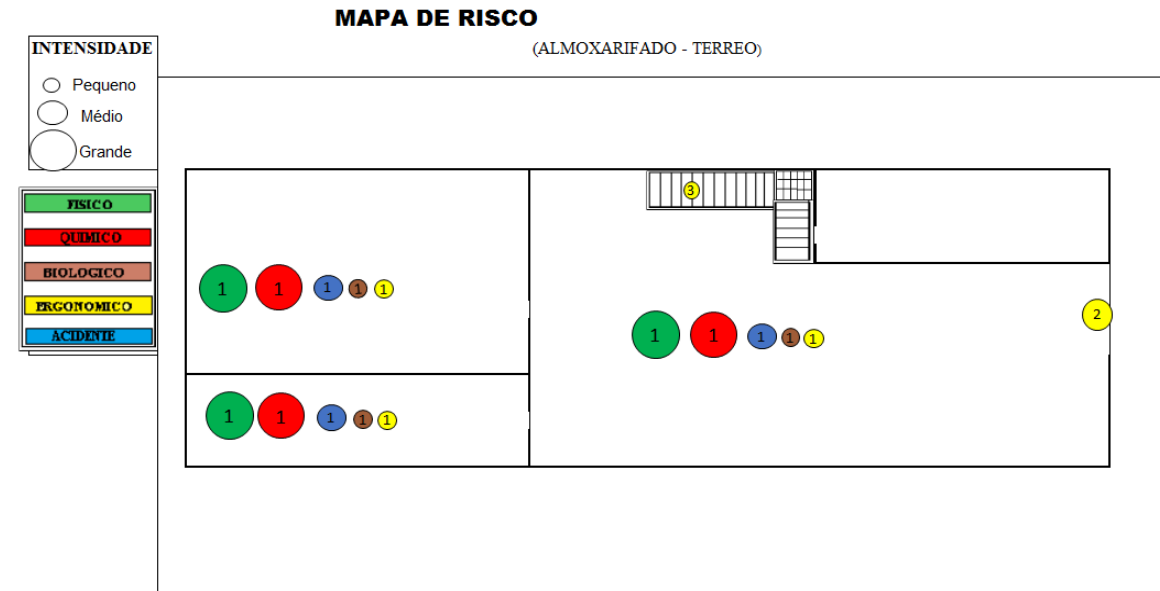 MAPA DE RISCO
(ALMOXARIFADO - TERREO)
INTENSIDADE
Pequeno
Médio
Grande
FISICO
QUIMICO
BIOLOGICO
ERGONOMICO
ACIDENTE
3
1 1 1 1 1
2
1 1 1 1 1
1 1 1 1 1